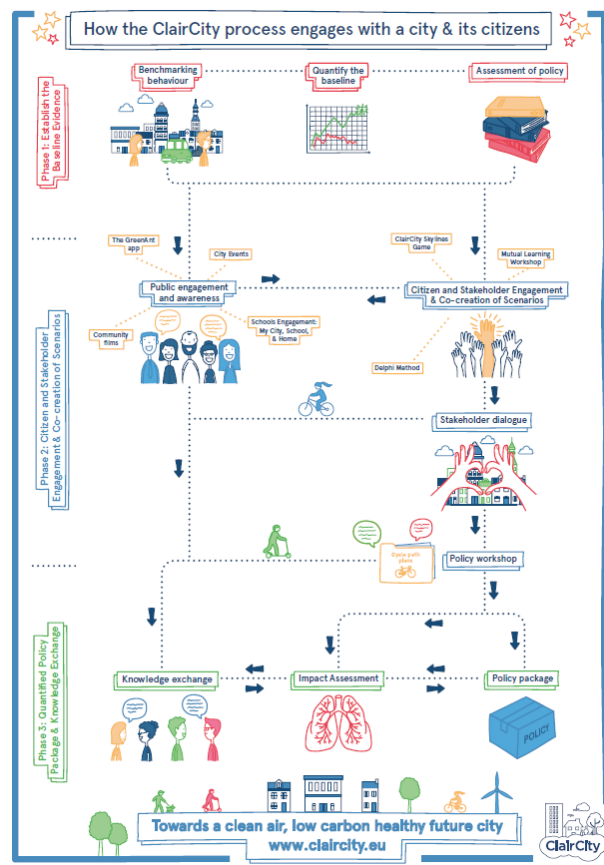 How the ClairCity process engages with a city & its citizens
Phase 1: Establish the
Baseline Evidence
Benchmarking
behaviour
Quantify the
baseline
Assessment of policy
Phase 2: Citizen and Stakeholder
Engagement & Co-creation of Scenarios
The GreenAnt
app
City Events
Public engagement
and awareness
Community
films
Schools Engagement:
My City, School,
& Home
ClairCity Skylines
Game
Mutual Learning
Workshop
Citizen and Stakeholder Engagement
& Co-creation of Scenarios
Delphi Method
Stakeholder dialogue
Cycle path
plans
Policy workshop
Phase 3: Quantified Policy
Package & Knowledge Exchange
Knowledge exchange
Impact Assessment
Policy package
POLICY
Towards a clean air, low carbon healthy future city
www.claircity.eu
ClairCity